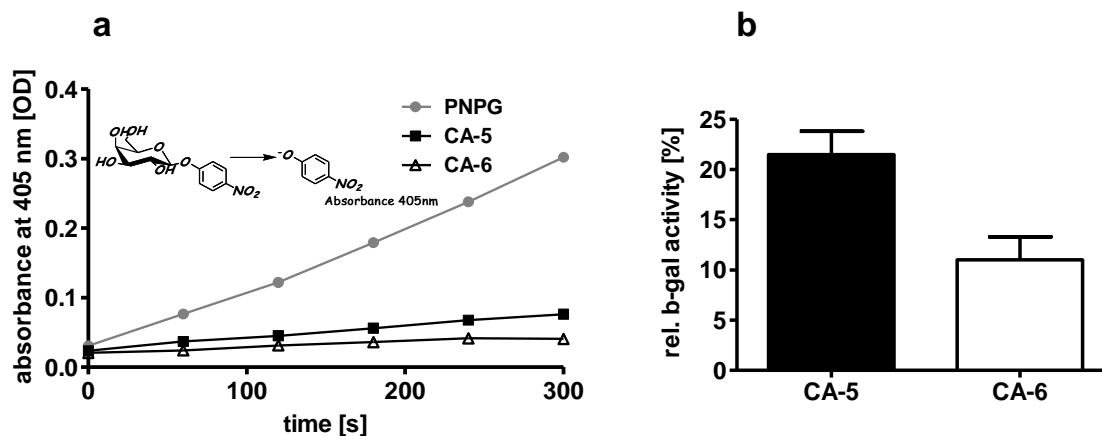 a
absorbance at 405 nm [OD]
0.4
0.3
0.2
0.1
0.0
0
100
200
300
time [s]
PNPG
CA-5
CA-6
OH
OH
O
HO
OH
O
NO2
-O
NO2
Absorbance 405nm
b
rel. b-gal activity [%]
25
20
15
10
5
0
CA-5
CA-6